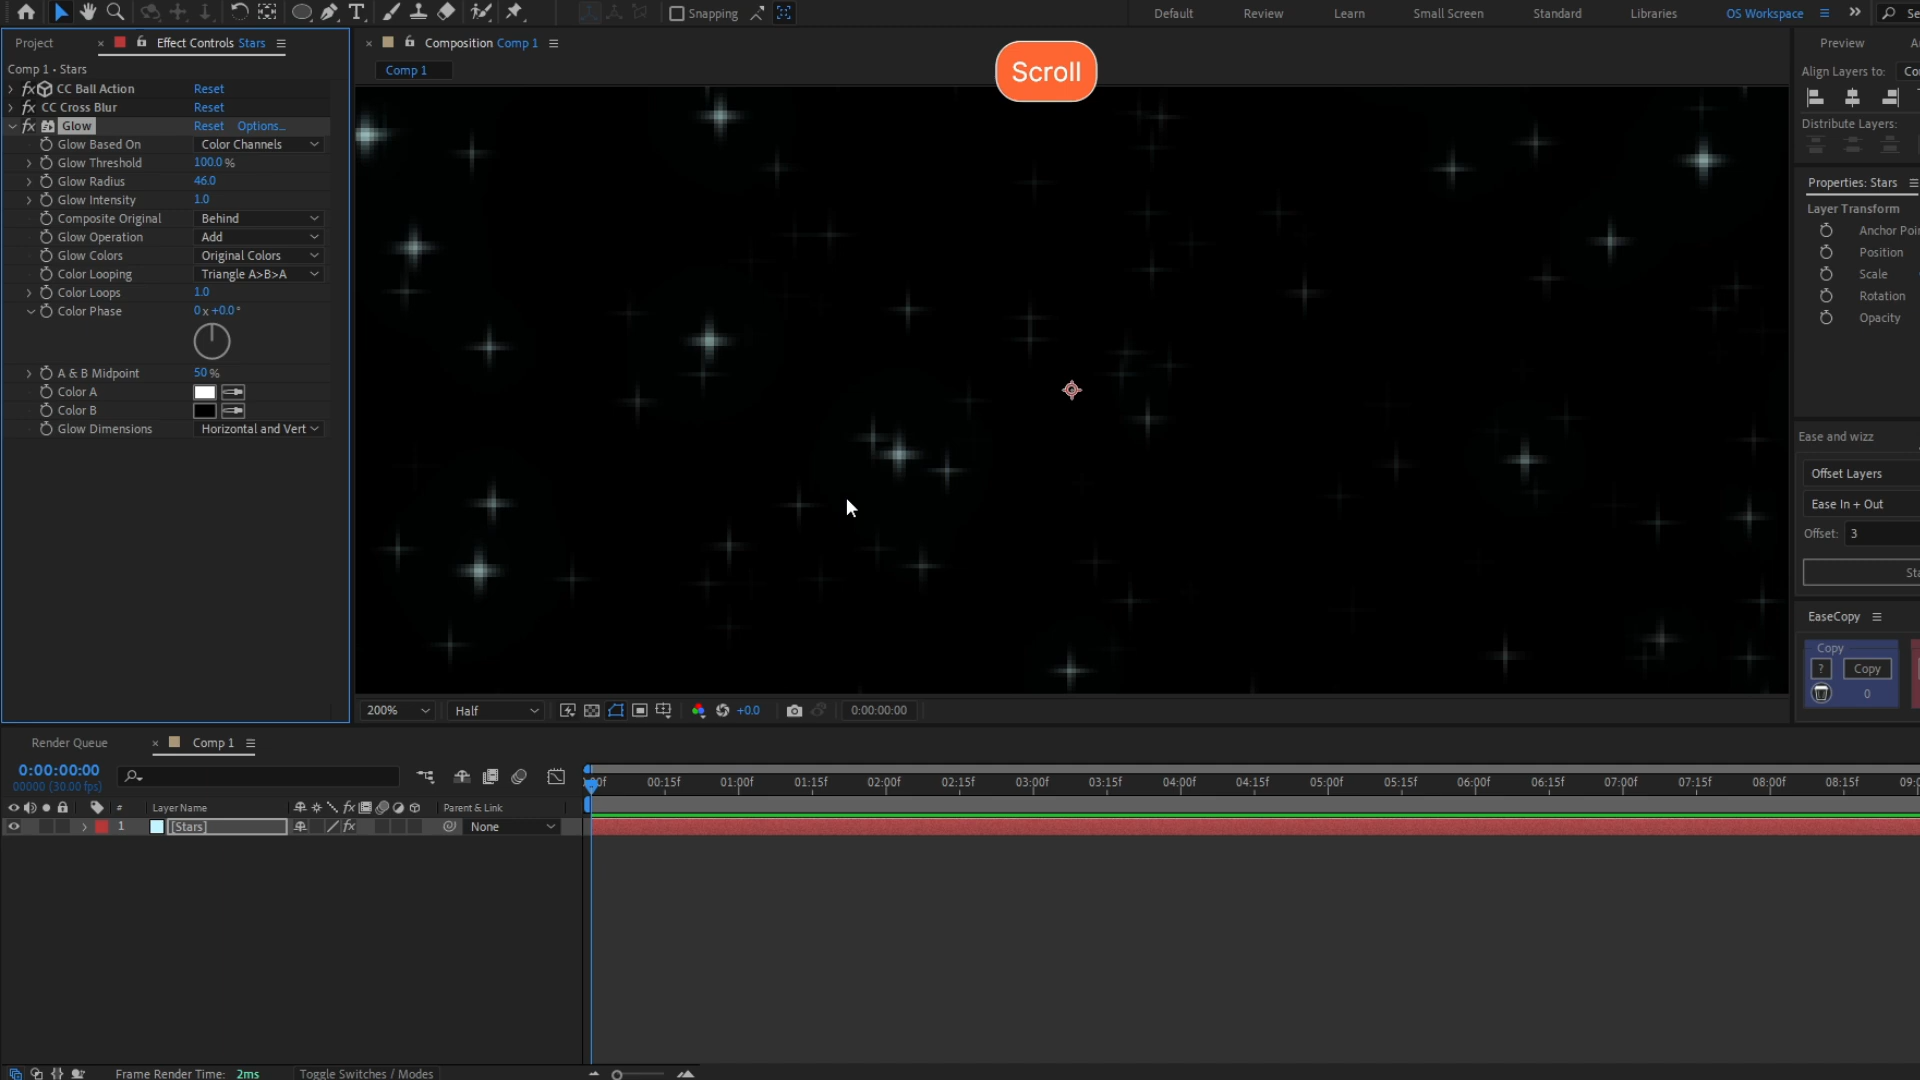 Snapping
Default
Review
Learn
Small Screen
Standard
Libraries
OS Workspace
Project
Effect Controls Stars
Composition Comp 1
Scroll
Preview
Comp 1 • Stars
Comp 1
Align Layers to:
CC Ball Action Reset
CC Cross Blur Reset
Glow Reset Options...
Distribute Layers:
Glow Based On Color Channels
Glow Threshold 100.0 %
Glow Radius 46.0
Properties: Stars
Glow Intensity 1.0
Layer Transform
Composite Original Behind
Anchor Poi
Glow Operation Add
Position
Glow Colors Original Colors
Scale
Color Looping Triangle A>B>A
Color Loops 1.0
Rotation
Color Phase 0 x +0.0 °
Opacity
A & B Midpoint 50 %
Color A
Color B
Glow Dimensions Horizontal and Vert
Ease and wizz
Offset Layers
Ease In + Out
Offset: 3
Sta
EaseCopy
Copy
? Copy
0
200%
Half
+0.0
0:00:00:00
Render Queue
Comp 1
0:00:00:00
00000 (30.00 fps)
:00f 00:15f 01:00f 01:15f 02:00f 02:15f 03:00f 03:15f 04:00f 04:15f 05:00f 05:15f 06:00f 06:15f 07:00f 07:15f 08:00f 08:15f 09:0
# Layer Name
fx
Parent & Link
1 [Stars]
fx
None
Frame Render Time: 2ms
Toggle Switches / Modes